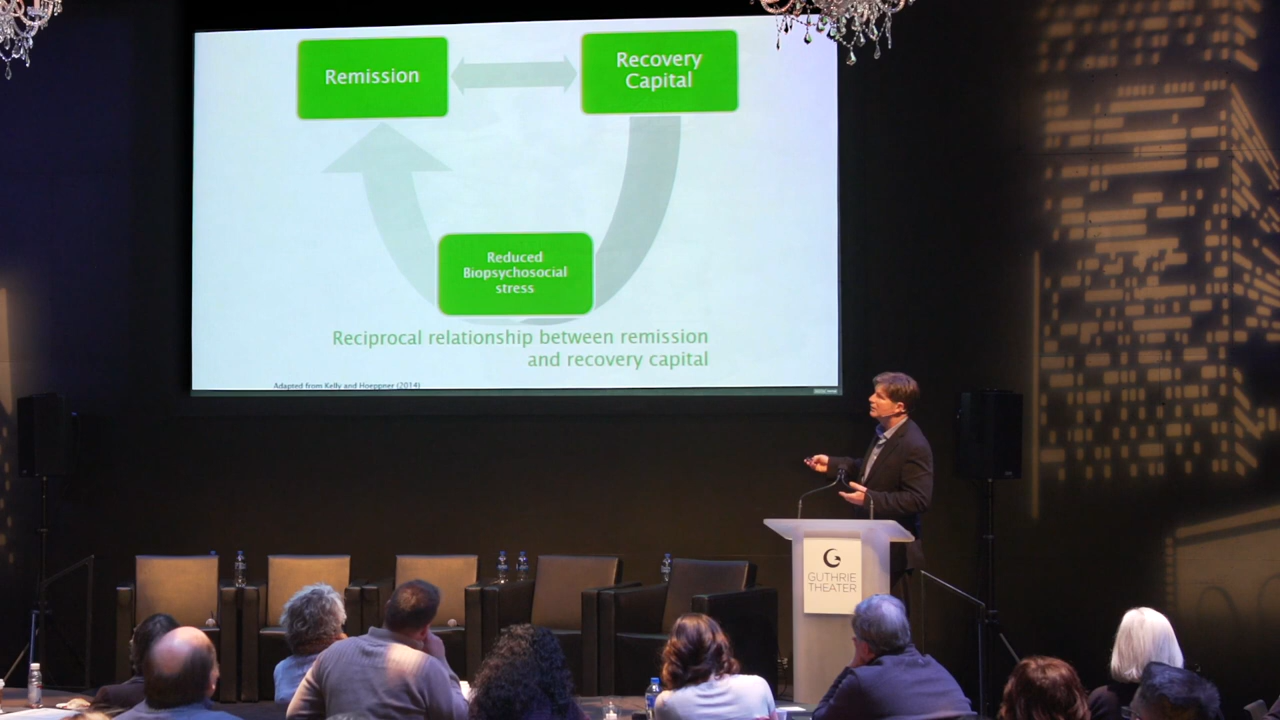 Remission
Recovery
Capital
Reduced
Biopsychosocial
stress
Reciprocal relationship between remission
and recovery capital
Adapted from Kelly and Hoeppner (2014)
GUTHRIE
THEATER